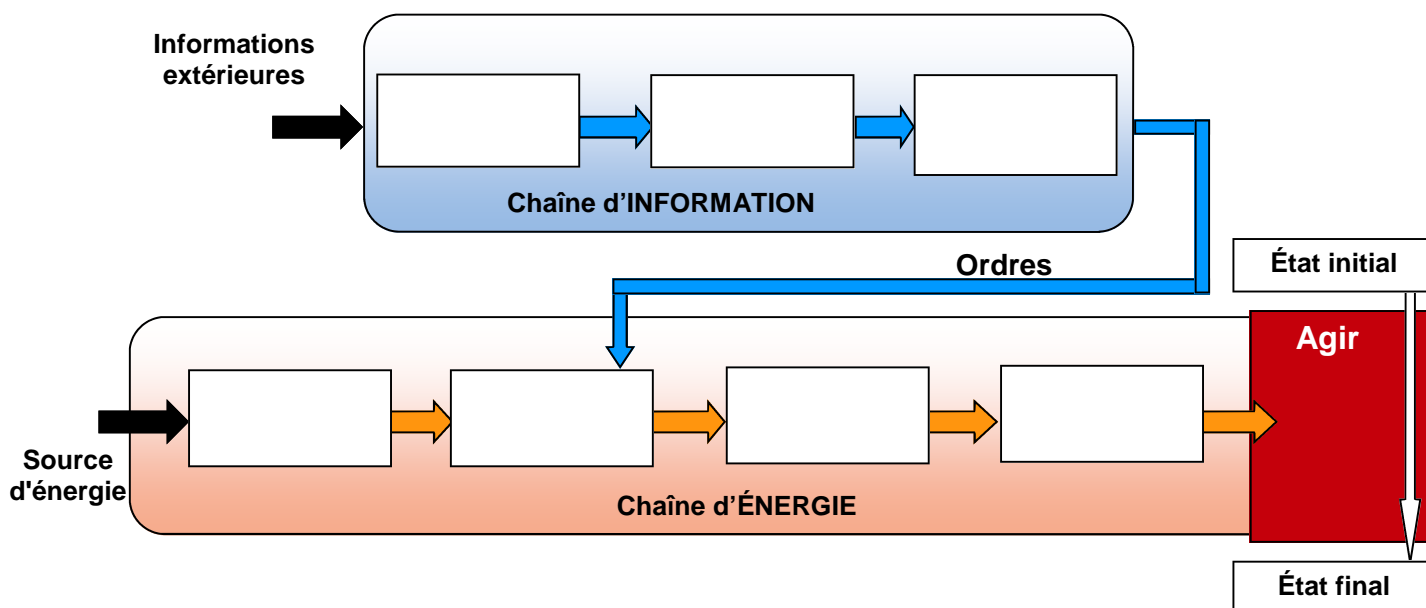 Informations
extérieures
Chaîne d’INFORMATION
Ordres
État initial
Agir
Source
d'énergie
Chaîne d’ÉNERGIE
État final